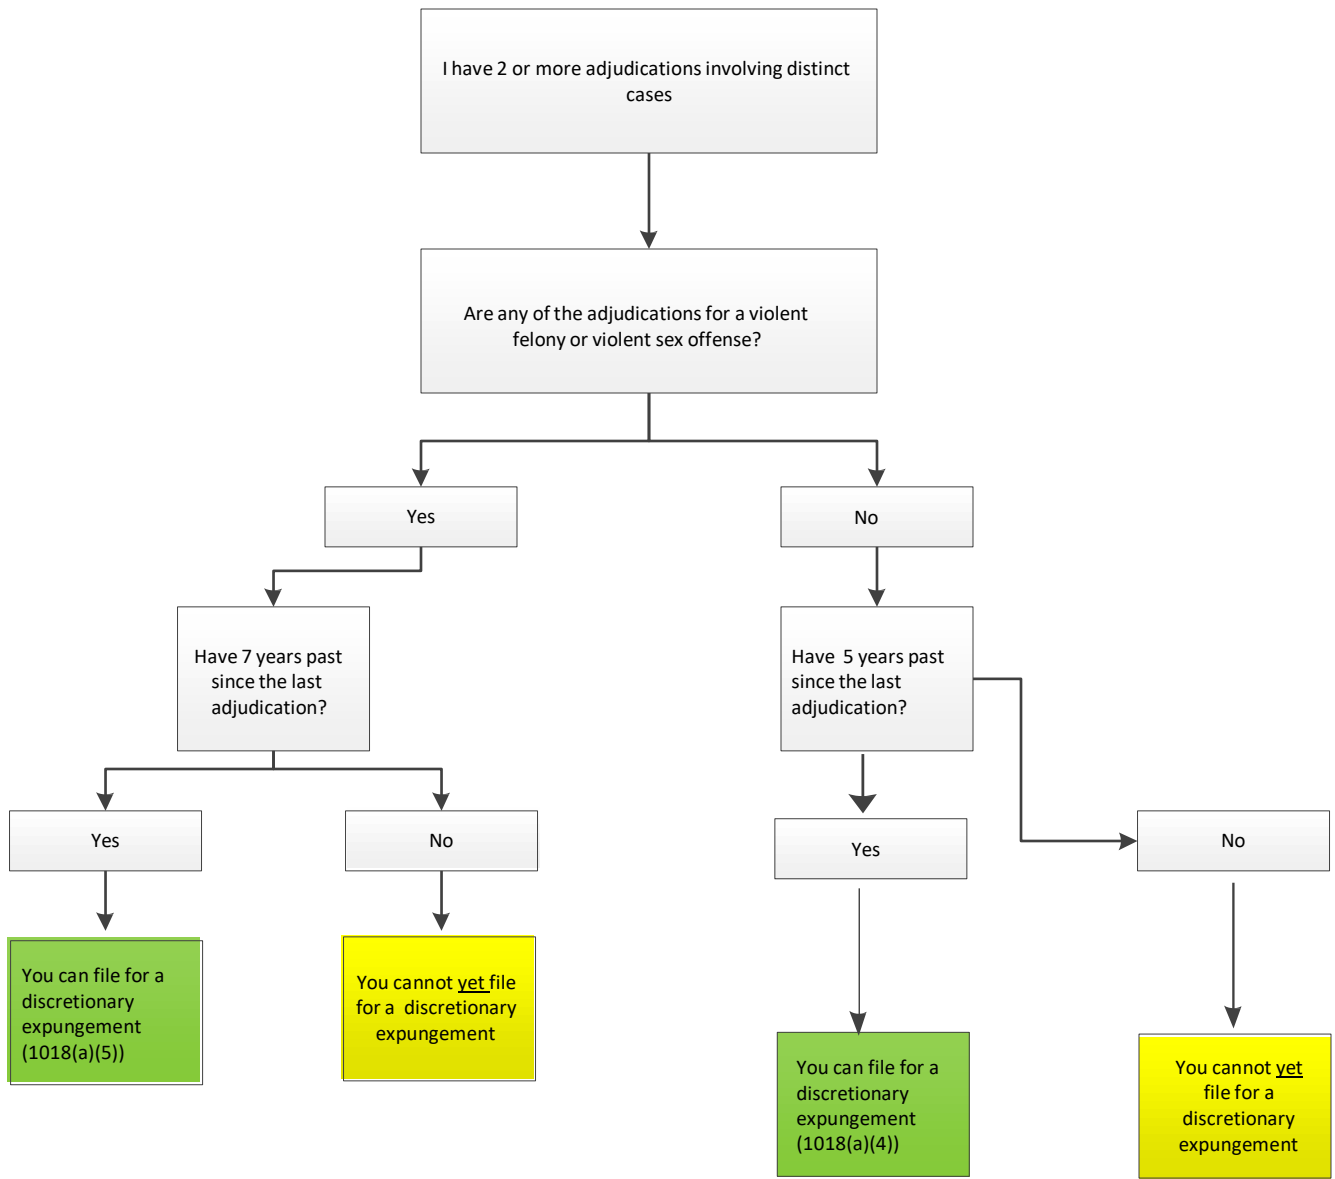 I have 2 or more adjudications involving distinct
cases
Are any of the adjudications for a violent
felony or violent sex offense?
Yes
No
Have 7 years past
since the last
adjudication?
Have 5 years past
since the last
adjudication?
Yes
No
Yes
No
You can file for a
discretionary
expungement
(1018(a)(5))
You cannot yet file
for a discretionary
expungement
You can file for a
discretionary
expungement
(1018(a)(4))
You cannot yet
file for a
discretionary
expungement